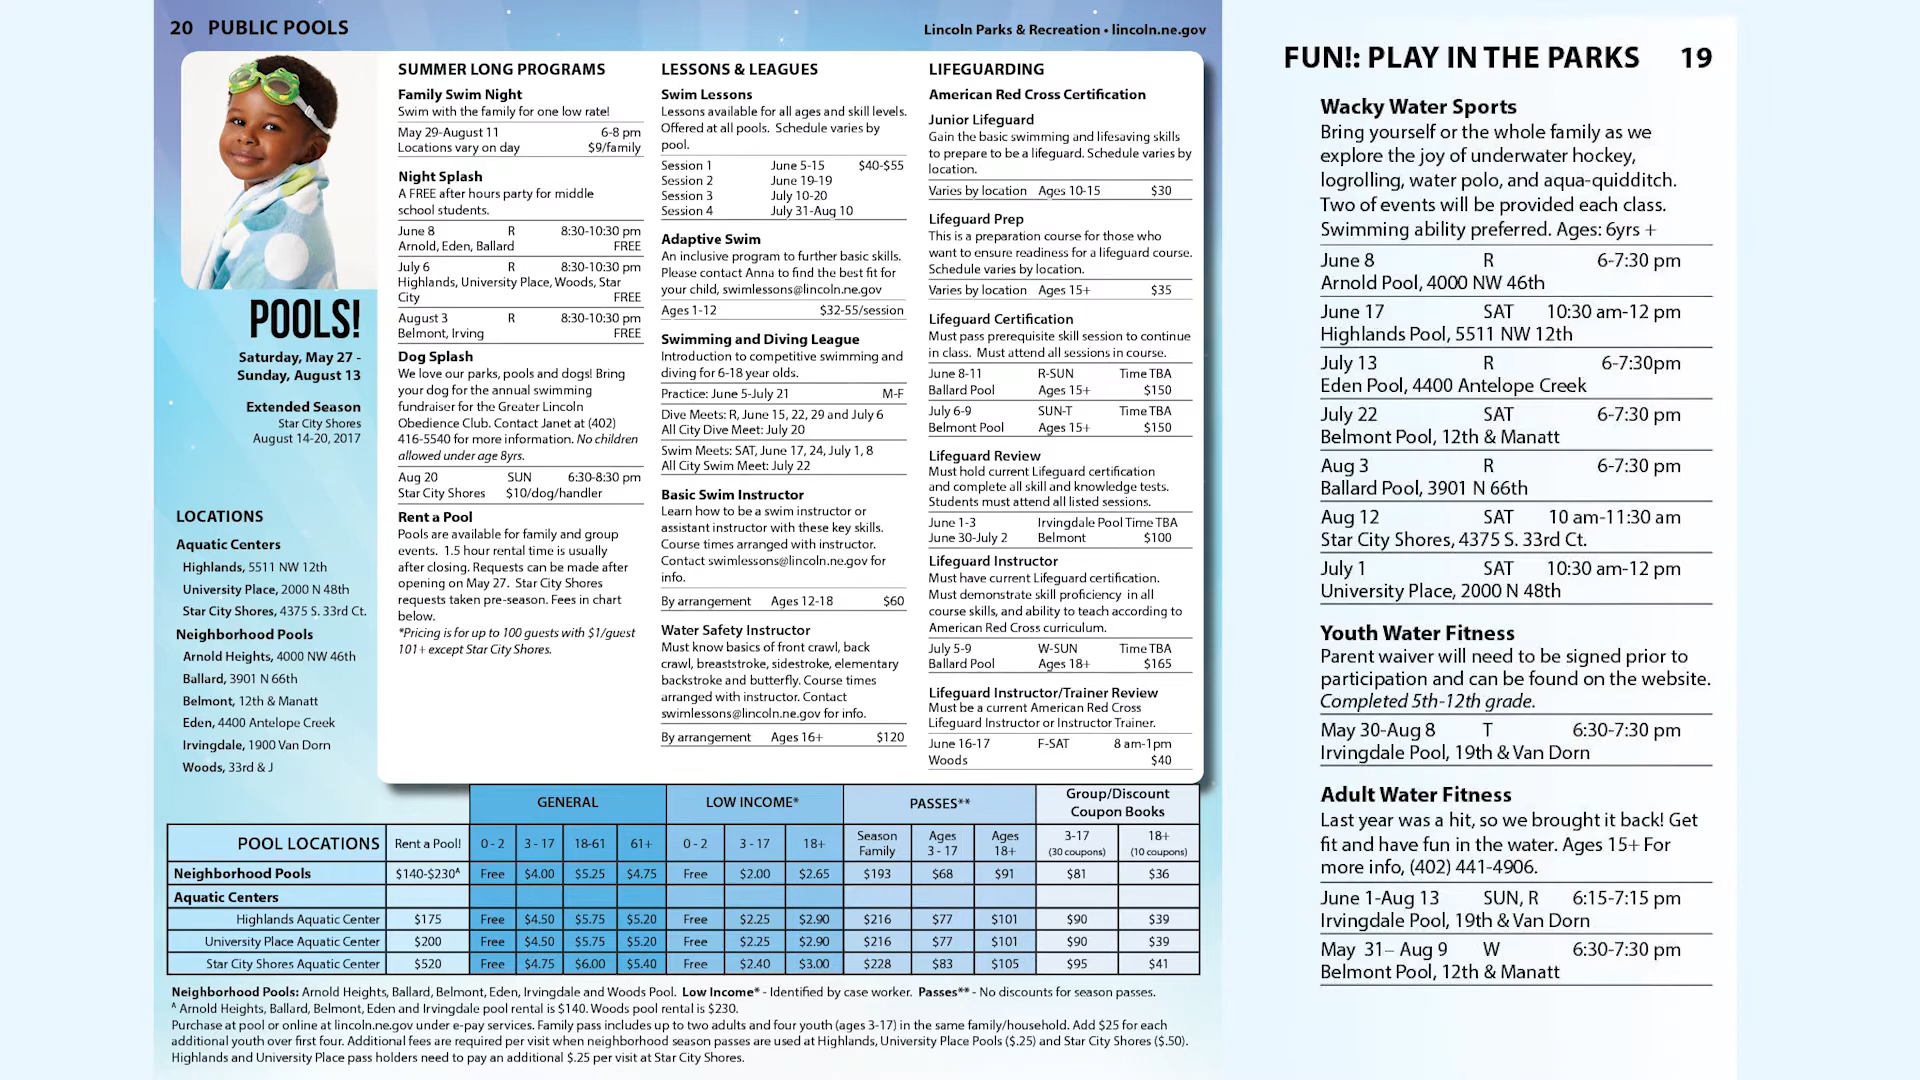 20 PUBLIC POOLS
Lincoln Parks & Recreation • lincoln.ne.gov
POOLS!
Saturday, May 27 -
Sunday, August 13
Extended Season
Star City Shores
August 14-20, 2017
LOCATIONS
Aquatic Centers
Highlands, 5511 NW 12th
University Place, 2000 N 48th
Star City Shores, 4375 S. 33rd Ct.
Neighborhood Pools
Arnold Heights, 4000 NW 46th
Ballard, 3901 N 66th
Belmont, 12th & Manatt
Eden, 4400 Antelope Creek
Irvingdale, 1900 Van Dorn
Woods, 33rd & J
SUMMER LONG PROGRAMS
Family Swim Night
Swim with the family for one low rate!
May 29-August 11 6-8 pm
Locations vary on day $9/family
Night Splash
A FREE after hours party for middle
school students.
June 8 R 8:30-10:30 pm
Arnold, Eden, Ballard FREE
July 6 R 8:30-10:30 pm
Highlands, University Place, Woods, Star
City FREE
August 3 R 8:30-10:30 pm
Belmont, Irving FREE
Dog Splash
We love our parks, pools and dogs! Bring
your dog for the annual swimming
fundraiser for the Greater Lincoln
Obedience Club. Contact Janet at (402)
416-5540 for more information. No children
allowed under age 8yrs.
Aug 20 SUN 6:30-8:30 pm
Star City Shores $10/dog/handler
Rent a Pool
Pools are available for family and group
events. 1.5 hour rental time is usually
after closing. Requests can be made after
opening on May 27. Star City Shores
requests taken pre-season. Fees in chart
below.
*Pricing is for up to 100 guests with $1/guest
101+ except Star City Shores.
LESSONS & LEAGUES
Swim Lessons
Lessons available for all ages and skill levels.
Offered at all pools. Schedule varies by
pool.
Session 1 June 5-15 $40-$55
Session 2 June 19-19
Session 3 July 10-20
Session 4 July 31-Aug 10
Adaptive Swim
An inclusive program to further basic skills.
Please contact Anna to find the best fit for
your child, swimlessons@lincoln.ne.gov
Ages 1-12 $32-55/session
Swimming and Diving League
Introduction to competitive swimming and
diving for 6-18 year olds.
Practice: June 5-July 21 M-F
Dive Meets: R, June 15, 22, 29 and July 6
All City Dive Meet: July 20
Swim Meets: SAT, June 17, 24, July 1, 8
All City Swim Meet: July 22
Basic Swim Instructor
Learn how to be a swim instructor or
assistant instructor with these key skills.
Course times arranged with instructor.
Contact swimlessons@lincoln.ne.gov for
info.
By arrangement Ages 12-18 $60
Water Safety Instructor
Must know basics of front crawl, back
crawl, breaststroke, sidestroke, elementary
backstroke and butterfly. Course times
arranged with instructor. Contact
swimlessons@lincoln.ne.gov for info.
By arrangement Ages 16+ $120
LIFEGUARDING
American Red Cross Certification
Junior Lifeguard
Gain the basic swimming and lifesaving skills
to prepare to be a lifeguard. Schedule varies by
location.
Varies by location Ages 10-15 $30
Lifeguard Prep
This is a preparation course for those who
want to ensure readiness for a lifeguard course.
Schedule varies by location.
Varies by location Ages 15+ $35
Lifeguard Certification
Must pass prerequisite skill session to continue
in class. Must attend all sessions in course.
June 8-11 R-SUN Time TBA
Ballard Pool Ages 15+ $150
July 6-9 SUN-T Time TBA
Belmont Pool Ages 15+ $150
Lifeguard Review
Must hold current Lifeguard certification
and complete all skill and knowledge tests.
Students must attend all listed sessions.
June 1-3 Irvingdale Pool Time TBA
June 30-July 2 Belmont $100
Lifeguard Instructor
Must have current Lifeguard certification.
Must demonstrate skill proficiency in all
course skills, and ability to teach according to
American Red Cross curriculum.
July 5-9 W-SUN Time TBA
Ballard Pool Ages 18+ $165
Lifeguard Instructor/Trainer Review
Must be a current American Red Cross
Lifeguard Instructor or Instructor Trainer.
June 16-17 F-SAT 8 am-1pm
Woods $40
GENERAL LOW INCOME* PASSES** Group/Discount Coupon Books
POOL LOCATIONS Rent a Pool! 0 - 2 3 - 17 18-61 61+ 0 - 2 3 - 17 18+ Season Family Ages 3 - 17 Ages 18+ 3-17 (30 coupons) 18+ (10 coupons)
Neighborhood Pools $140-$230ᴬ Free $4.00 $5.25 $4.75 Free $2.00 $2.65 $193 $68 $91 $81 $36
Aquatic Centers
Highlands Aquatic Center $175 Free $4.50 $5.75 $5.20 Free $2.25 $2.90 $216 $77 $101 $90 $39
University Place Aquatic Center $200 Free $4.50 $5.75 $5.20 Free $2.25 $2.90 $216 $77 $101 $90 $39
Star City Shores Aquatic Center $520 Free $4.75 $6.00 $5.40 Free $2.40 $3.00 $228 $83 $105 $95 $41
Neighborhood Pools: Arnold Heights, Ballard, Belmont, Eden, Irvingdale and Woods Pool. Low Income* - Identified by case worker. Passes** - No discounts for season passes.
ᴬ Arnold Heights, Ballard, Belmont, Eden and Irvingdale pool rental is $140. Woods pool rental is $230.
Purchase at pool or online at lincoln.ne.gov under e-pay services. Family pass includes up to two adults and four youth (ages 3-17) in the same family/household. Add $25 for each
additional youth over first four. Additional fees are required per visit when neighborhood season passes are used at Highlands, University Place Pools ($.25) and Star City Shores ($.50).
Highlands and University Place pass holders need to pay an additional $.25 per visit at Star City Shores.
FUN!: PLAY IN THE PARKS 19
Wacky Water Sports
Bring yourself or the whole family as we
explore the joy of underwater hockey,
logrolling, water polo, and aqua-quidditch.
Two of events will be provided each class.
Swimming ability preferred. Ages: 6yrs +
June 8 R 6-7:30 pm
Arnold Pool, 4000 NW 46th
June 17 SAT 10:30 am-12 pm
Highlands Pool, 5511 NW 12th
July 13 R 6-7:30pm
Eden Pool, 4400 Antelope Creek
July 22 SAT 6-7:30 pm
Belmont Pool, 12th & Manatt
Aug 3 R 6-7:30 pm
Ballard Pool, 3901 N 66th
Aug 12 SAT 10 am-11:30 am
Star City Shores, 4375 S. 33rd Ct.
July 1 SAT 10:30 am-12 pm
University Place, 2000 N 48th
Youth Water Fitness
Parent waiver will need to be signed prior to
participation and can be found on the website.
Completed 5th-12th grade.
May 30-Aug 8 T 6:30-7:30 pm
Irvingdale Pool, 19th & Van Dorn
Adult Water Fitness
Last year was a hit, so we brought it back! Get
fit and have fun in the water. Ages 15+ For
more info, (402) 441-4906.
June 1-Aug 13 SUN, R 6:15-7:15 pm
Irvingdale Pool, 19th & Van Dorn
May 31– Aug 9 W 6:30-7:30 pm
Belmont Pool, 12th & Manatt